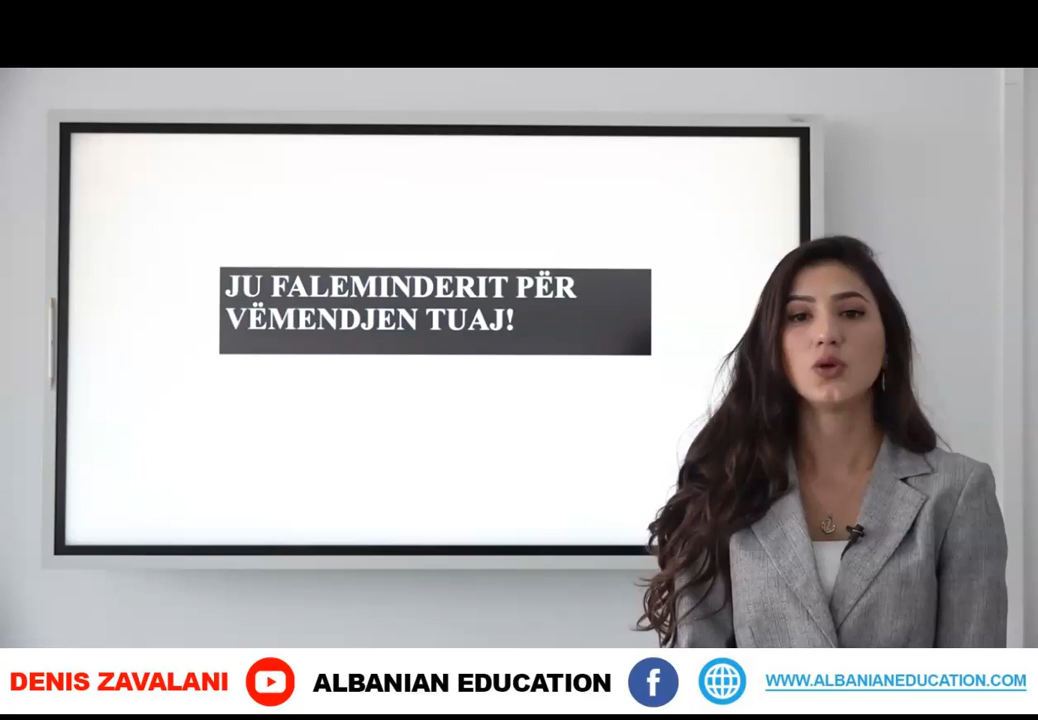 JU FALEMINDERIT PËR
VËMENDJEN TUAJ!
DENIS ZAVALANI ALBANIAN EDUCATION WWW.ALBANIANEDUCATION.COM